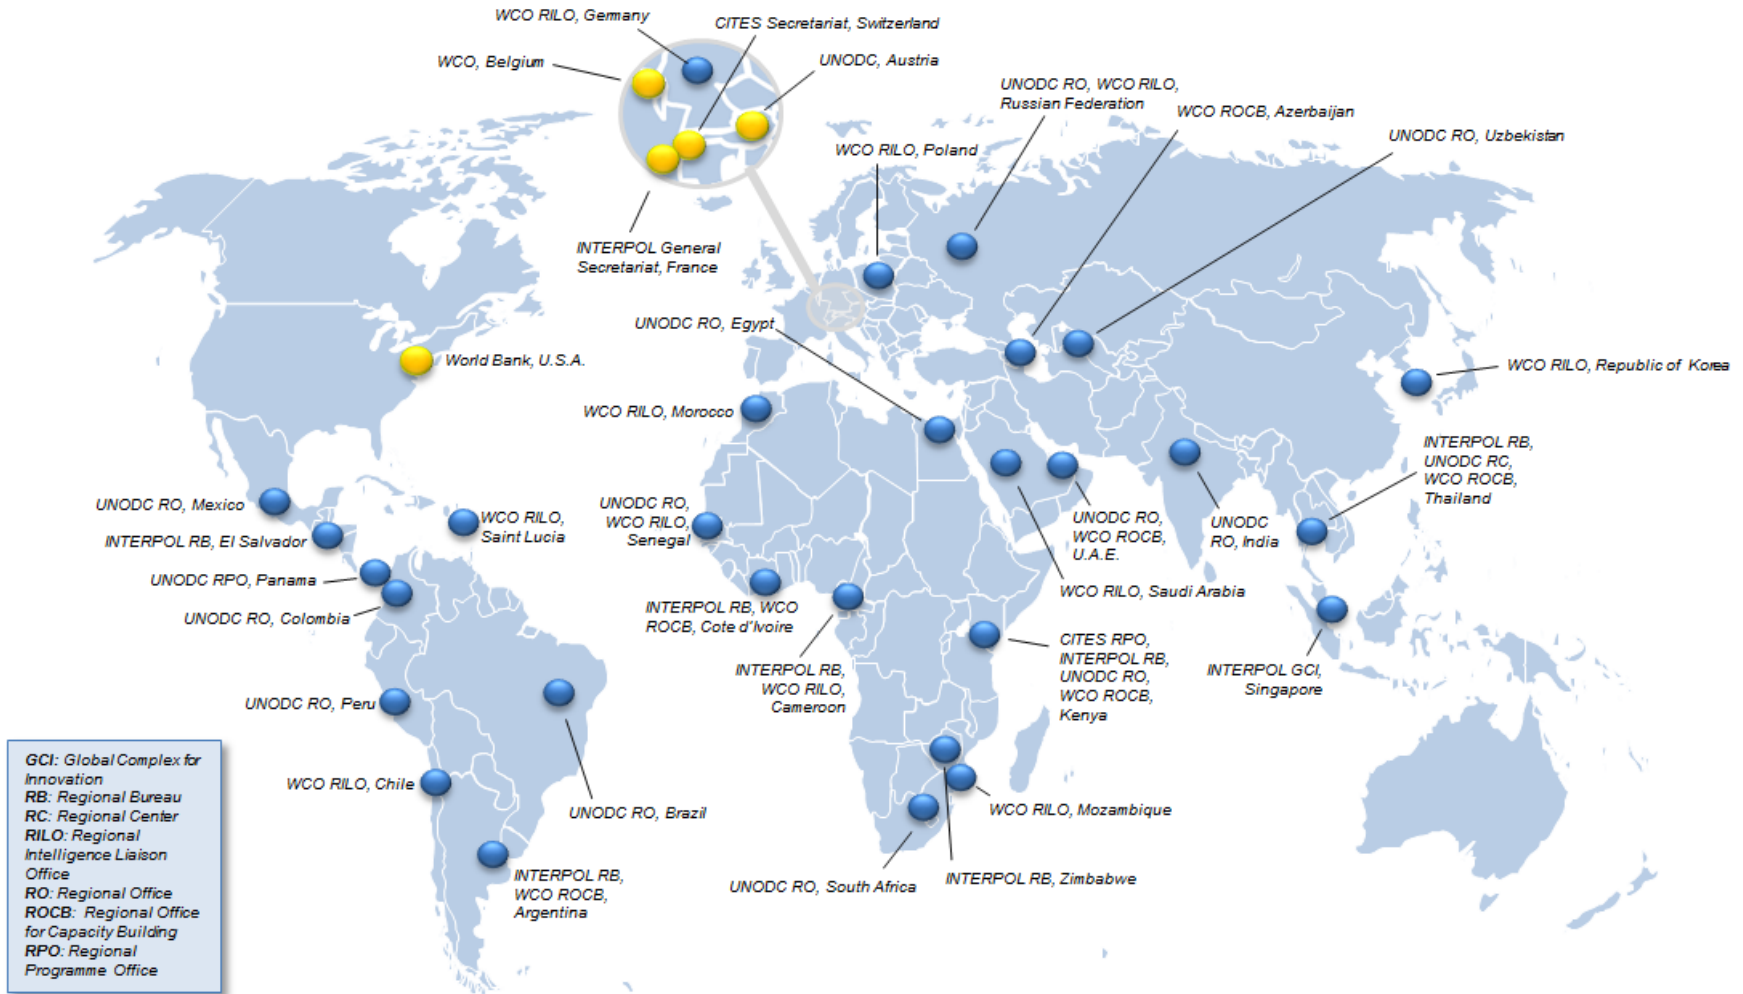 WCO RILO, Germany
CITES Secretariat, Switzerland
WCO, Belgium
UNODC, Austria
UNODC RO, WCO RILO,
Russian Federation
WCO ROCB, Azerbaijan
UNODC RO, Uzbekistan
WCO RILO, Poland
INTERPOL General
Secretariat, France
UNODC RO, Egypt
World Bank, U.S.A.
WCO RILO, Republic of Korea
WCO RILO, Morocco
INTERPOL RB,
UNODC RC,
WCO ROCB,
Thailand
UNODC RO, Mexico
WCO RILO,
Saint Lucia
UNODC RO,
WCO RILO,
Senegal
UNODC RO,
WCO ROCB,
U.A.E.
UNODC
RO, India
INTERPOL RB, El Salvador
UNODC RPO, Panama
UNODC RO, Colombia
WCO RILO, Saudi Arabia
INTERPOL RB, WCO
ROCB, Cote d'Ivoire
CITES RPO,
INTERPOL RB,
UNODC RO,
WCO ROCB,
Kenya
INTERPOL RB,
WCO RILO,
Cameroon
INTERPOL GCI,
Singapore
UNODC RO, Peru
WCO RILO, Chile
UNODC RO, Brazil
WCO RILO, Mozambique
INTERPOL RB,
WCO ROCB,
Argentina
UNODC RO, South Africa
INTERPOL RB, Zimbabwe
GCI: Global Complex for
Innovation
RB: Regional Bureau
RC: Regional Center
RILO: Regional
Intelligence Liaison
Office
RO: Regional Office
ROCB: Regional Office
for Capacity Building
RPO: Regional
Programme Office